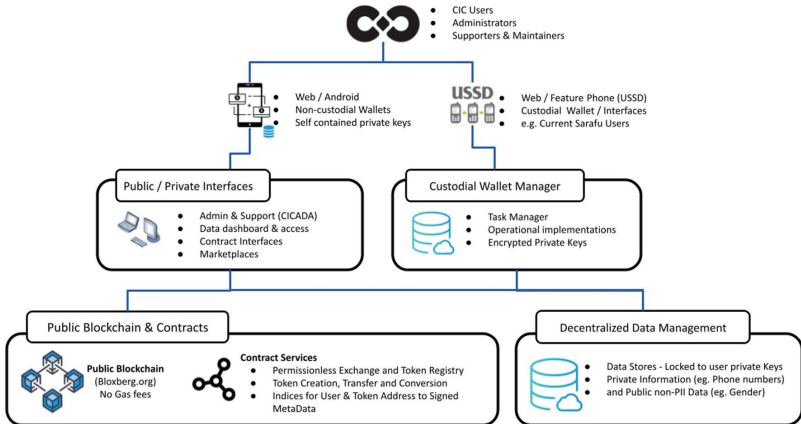 CIC Users
Administrators
Supporters & Maintainers
Web / Android
Non-custodial Wallets
Self contained private keys
USSD
Web / Feature Phone (USSD)
Custodial Wallet / Interfaces
e.g. Current Sarafu Users
Public / Private Interfaces
Admin & Support (CICADA)
Data dashboard & access
Contract Interfaces
Marketplaces
Custodial Wallet Manager
Task Manager
Operational implementations
Encrypted Private Keys
Public Blockchain & Contracts
Public Blockchain
(Bloxberg.org)
No Gas fees
Contract Services
Permissionless Exchange and Token Registry
Token Creation, Transfer and Conversion
Indices for User & Token Address to Signed
MetaData
Decentralized Data Management
Data Stores - Locked to user private Keys
Private Information (eg. Phone numbers)
and Public non-PII Data (eg. Gender)